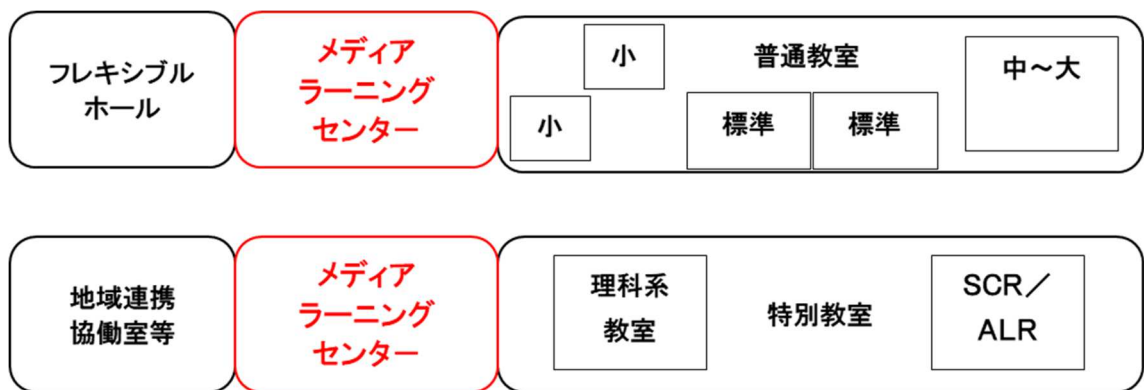 フレキシブル
ホール
メディア
ラーニング
センター
小
小
普通教室
標準
標準
中～大
地域連携
協働室等
メディア
ラーニング
センター
理科系
教室
特別教室
SCR／
ALR